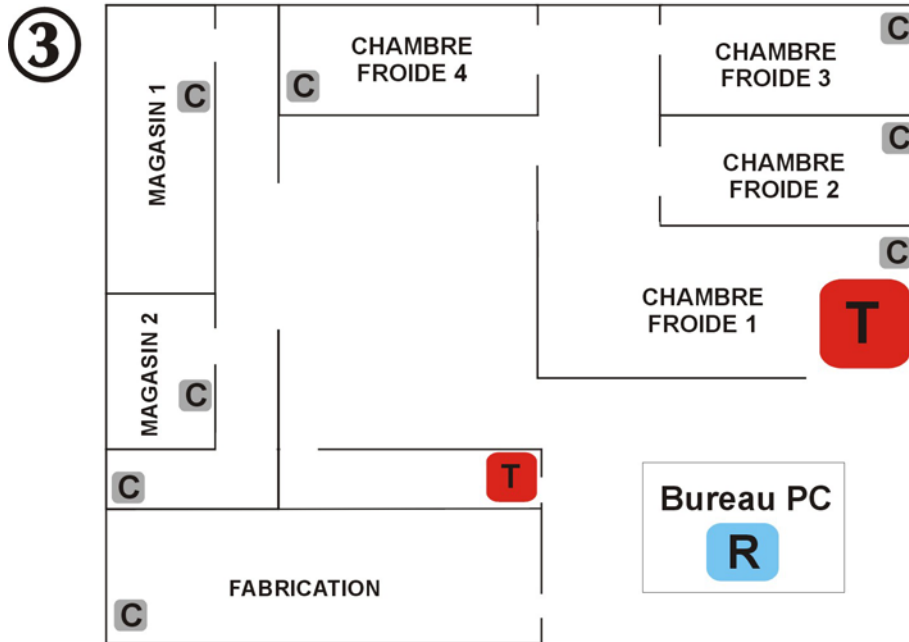 3
CHAMBRE
FROIDE 4
C
C
CHAMBRE
FROIDE 3
C
MAGASIN 1
C
CHAMBRE
FROIDE 2
C
CHAMBRE
FROIDE 1
T
MAGASIN 2
C
C
T
Bureau PC
R
FABRICATION
C